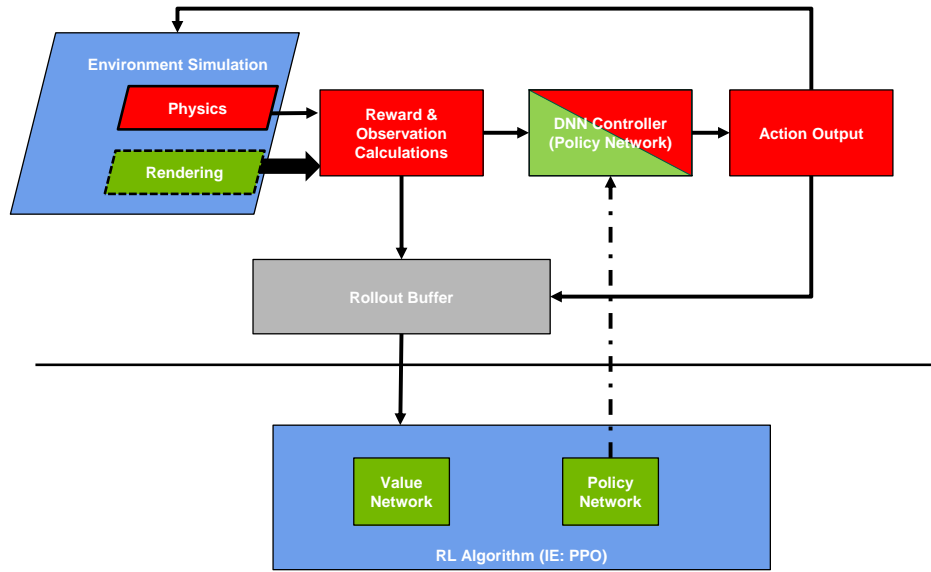 Environment Simulation
Physics
Rendering
Reward &
Observation
Calculations
DNN Controller
(Policy Network)
Action Output
Rollout Buffer
Value
Network
Policy
Network
RL Algorithm (IE: PPO)